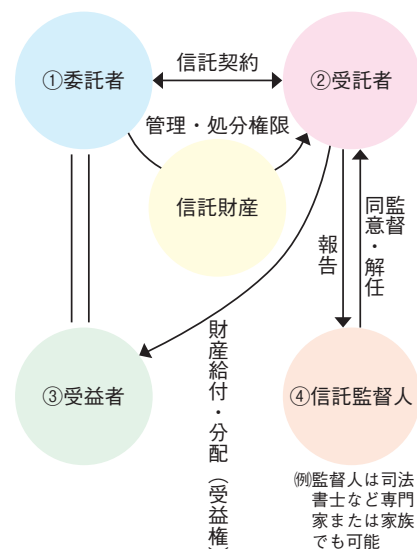 ①委託者
信託契約
②受託者
管理・処分権限
信託財産
監督
同意・解任
報告
財産給付・分配（受益権）
③受益者
④信託監督人
㈵監督人は司法
書士など専門
家または家族
でも可能